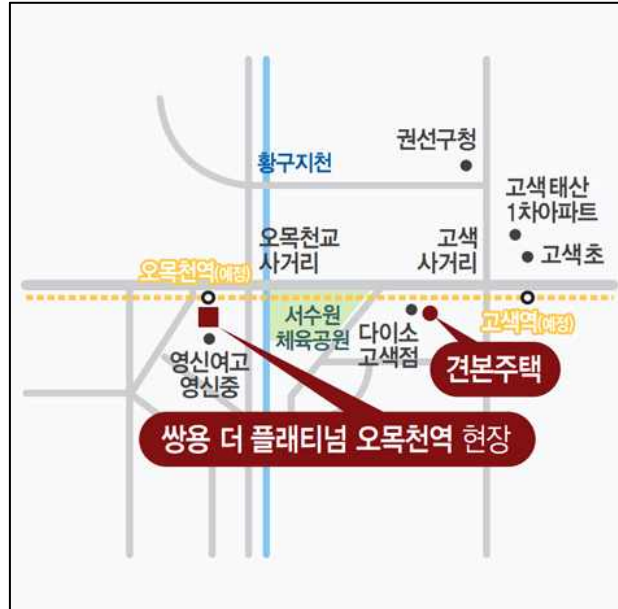 권선구청
황구지천
고색태산
1차아파트
오목천교
사거리
고색
사거리
고색초
오목천역(예정)
서수원
체육공원
다이소
고색점
고색역(예정)
영신여고
영신중
견본주택
쌍용 더 플래티넘 오목천역 현장